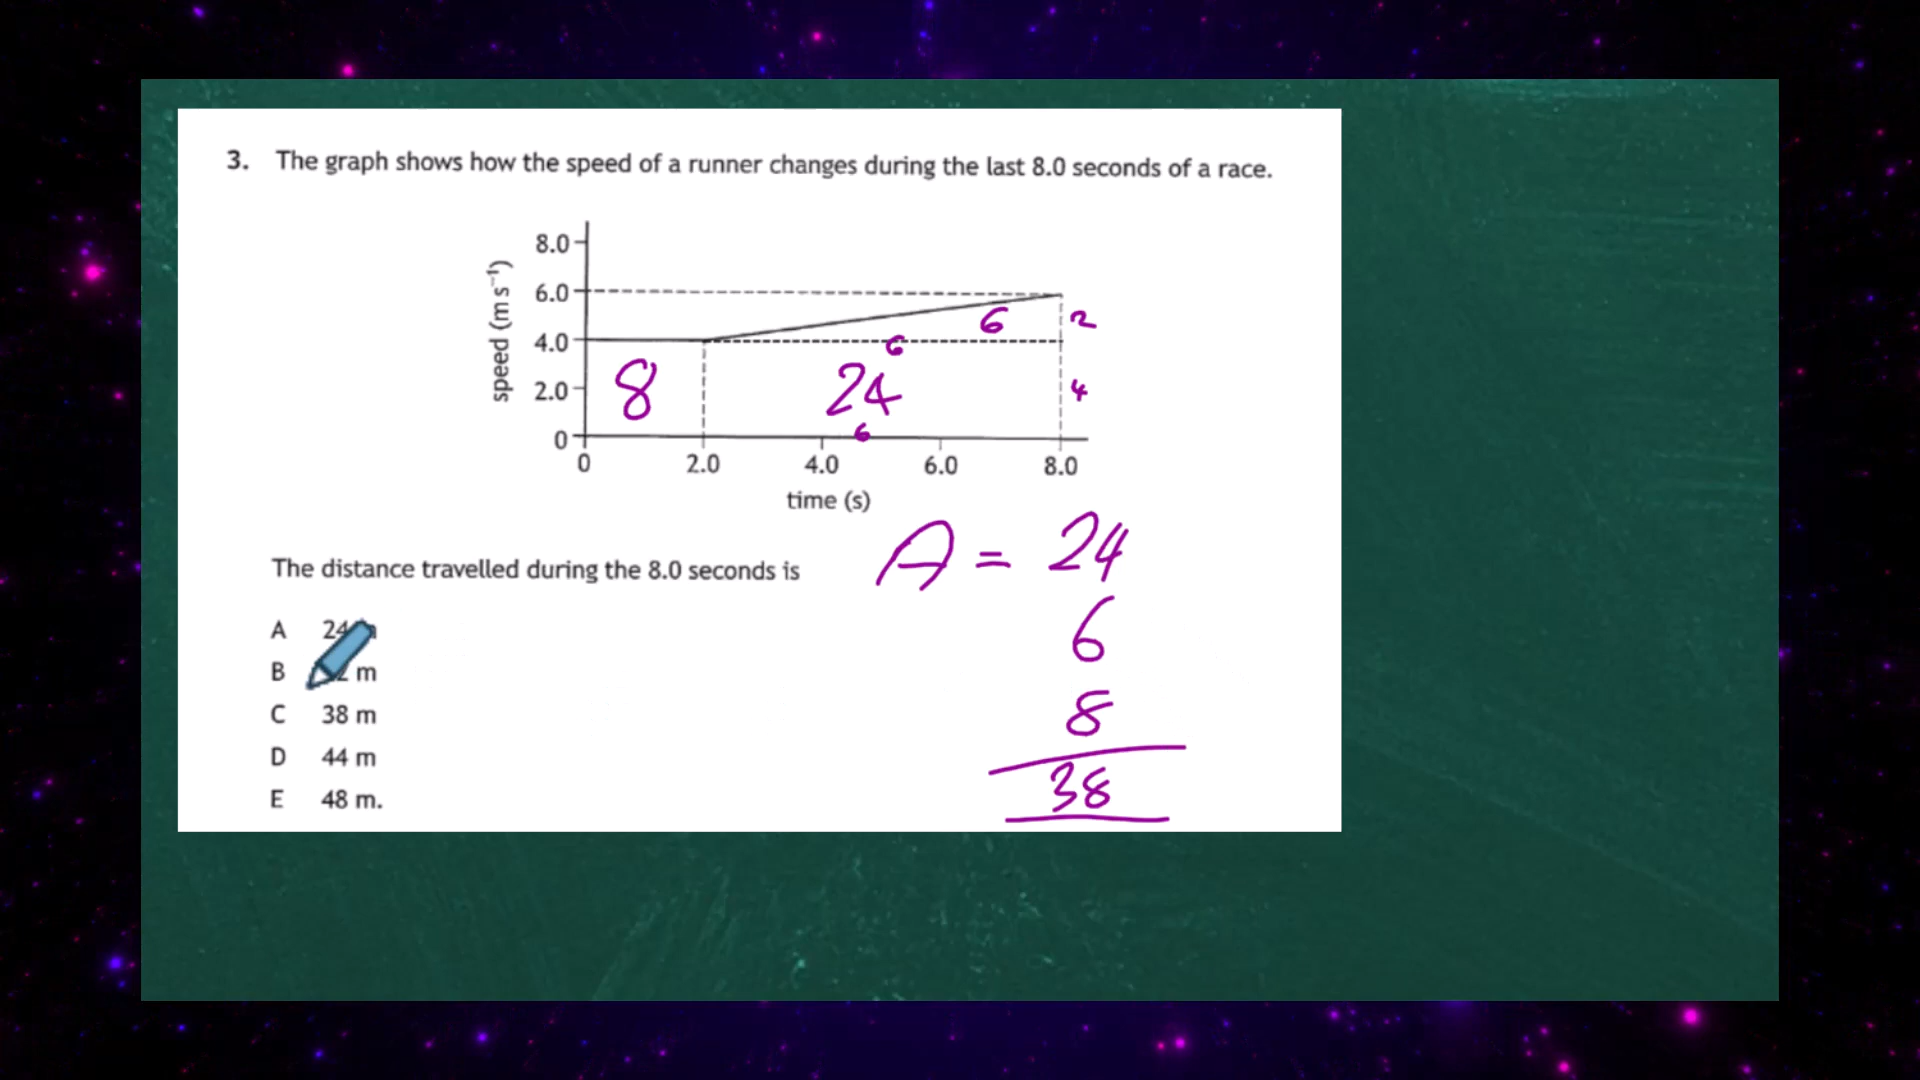 3. The graph shows how the speed of a runner changes during the last 8.0 seconds of a race.
speed (m s⁻¹)
8.0
6.0
4.0
2.0
0
6
2
6
8
24
4
6
0 2.0 4.0 6.0 8.0
time (s)
The distance travelled during the 8.0 seconds is
A = 24
6
8
38
A 24
B m
C 38 m
D 44 m
E 48 m.